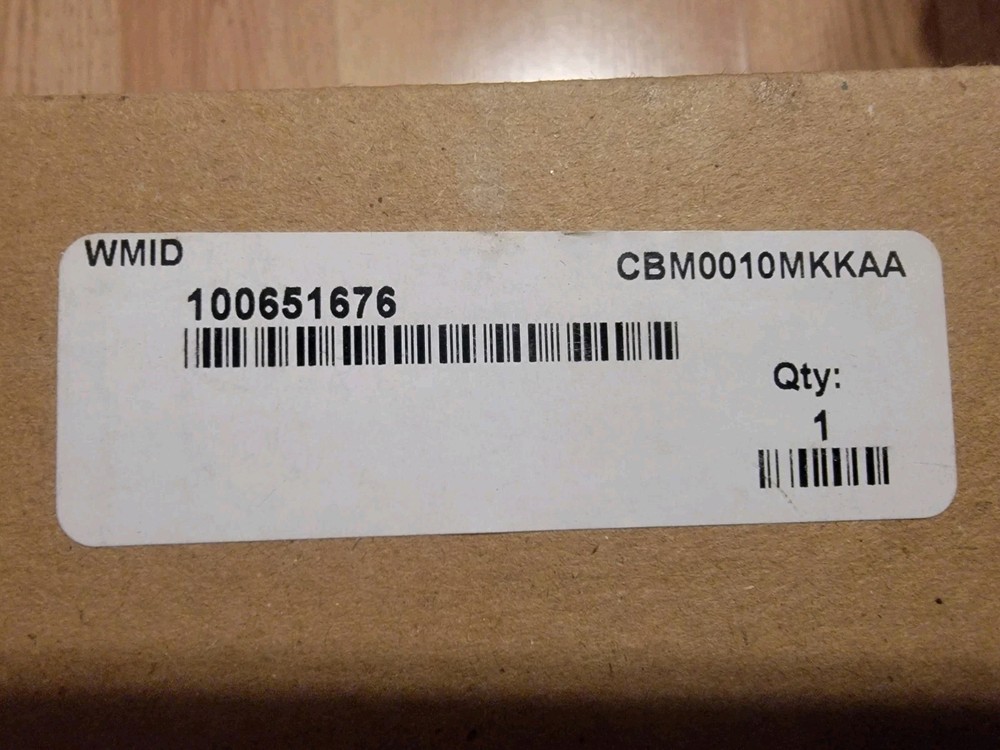 WMID
CBM0010MKKAA
100651676
Qty:
1